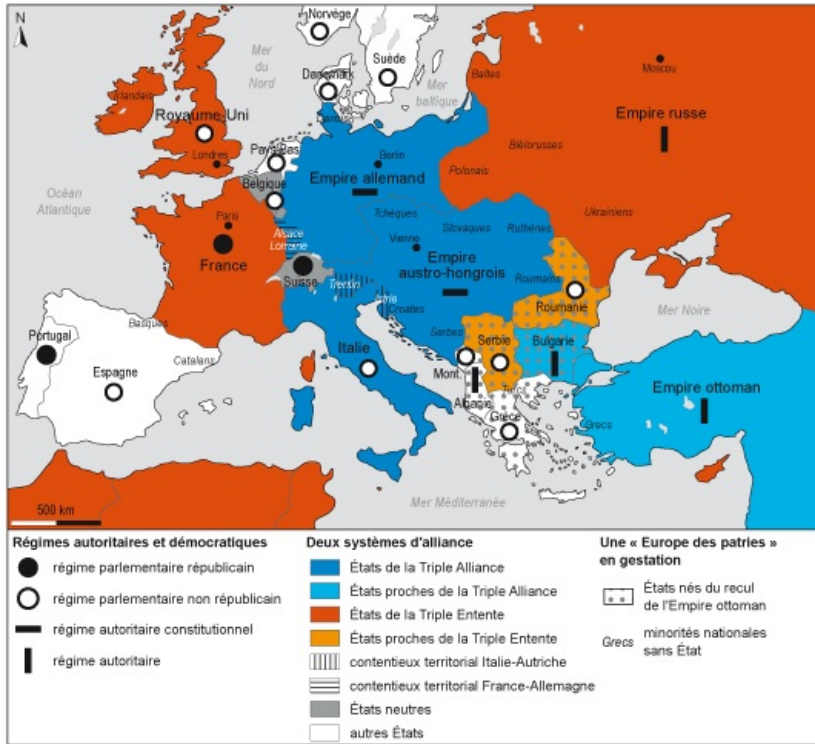 N
Norvège
Mer
du
Nord
Suède
Danemark
Mer
baltique
Baltes
Moscou
Irlandais
Royaume-Uni
Danois
Empire russe
Londres
Pays-Bas
Berlin
Biélorusses
Belgique
Empire allemand
Polonais
Océan
Atlantique
Paris
Tchèques
Slovaques
Ruthènes
Ukrainiens
Alsace
Lorraine
Vienne
France
Empire
austro-hongrois
Suisse
Trentin
Roumains
Istrie
Croates
Roumanie
Mer Noire
Basques
Portugal
Catalans
Italie
Serbes
Serbie
Bulgarie
Espagne
Mont.
Turcs
Empire ottoman
Albanie
Grèce
Grecs
Mer Méditerranée
500 km
Régimes autoritaires et démocratiques
régime parlementaire républicain
régime parlementaire non républicain
régime autoritaire constitutionnel
régime autoritaire
Deux systèmes d'alliance
États de la Triple Alliance
États proches de la Triple Alliance
États de la Triple Entente
États proches de la Triple Entente
contentieux territorial Italie-Autriche
contentieux territorial France-Allemagne
États neutres
autres États
Une « Europe des patries »
en gestation
États nés du recul
de l'Empire ottoman
Grecs
minorités nationales
sans État